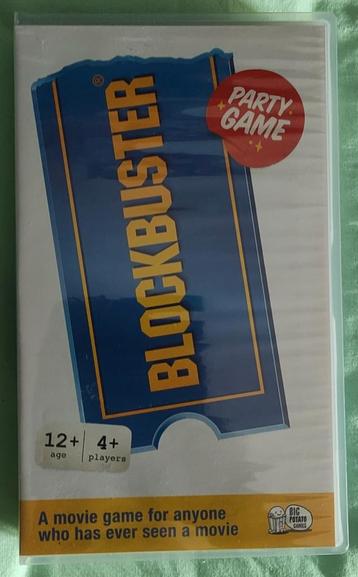 PARTY
GAME
BLOCKBUSTER®
12+
age
4+
players
A movie game for anyone
who has ever seen a movie
BIG
POTATO
GAMES